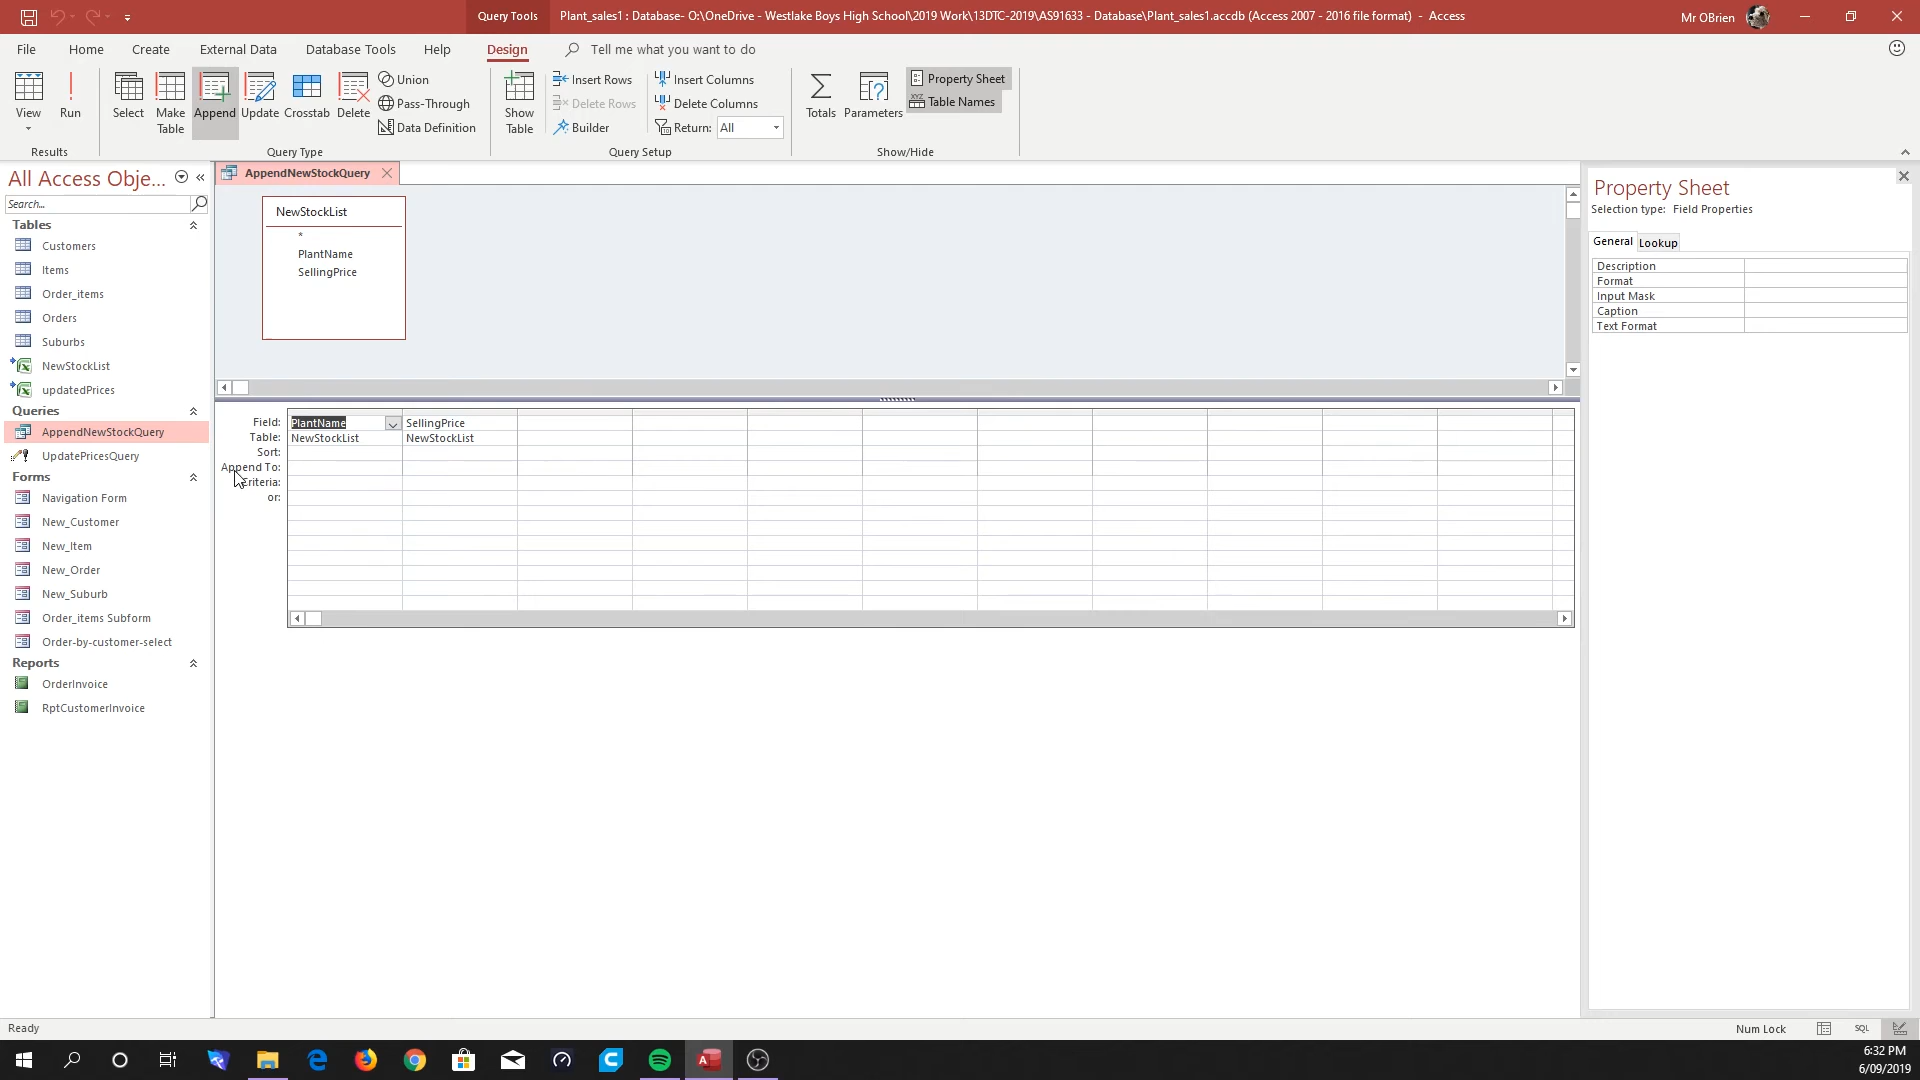 Query Tools
Plant_sales1 : Database- O:\OneDrive - Westlake Boys High School\2019 Work\13DTC-2019\AS91633 - Database\Plant_sales1.accdb (Access 2007 - 2016 file format)  -  Access
Mr OBrien
File Home Create External Data Database Tools Help Design Tell me what you want to do
View
Run
Select
Make Table
Append
Update
Crosstab
Delete
Union
Pass-Through
Data Definition
Show Table
Insert Rows
Delete Rows
Builder
Insert Columns
Delete Columns
Return: All
Totals
Parameters
Property Sheet
Table Names
Results
Query Type
Query Setup
Show/Hide
All Access Obje...
Search...
Tables
Customers
Items
Order_items
Orders
Suburbs
NewStockList
updatedPrices
Queries
AppendNewStockQuery
UpdatePricesQuery
Forms
Navigation Form
New_Customer
New_Item
New_Order
New_Suburb
Order_items Subform
Order-by-customer-select
Reports
OrderInvoice
RptCustomerInvoice
AppendNewStockQuery
NewStockList
*
PlantName
SellingPrice
Field: PlantName SellingPrice
Table: NewStockList NewStockList
Sort:
Append To:
Criteria:
or:
Property Sheet
Selection type: Field Properties
General Lookup
Description
Format
Input Mask
Caption
Text Format
Ready
Num Lock
SQL
6:32 PM
6/09/2019